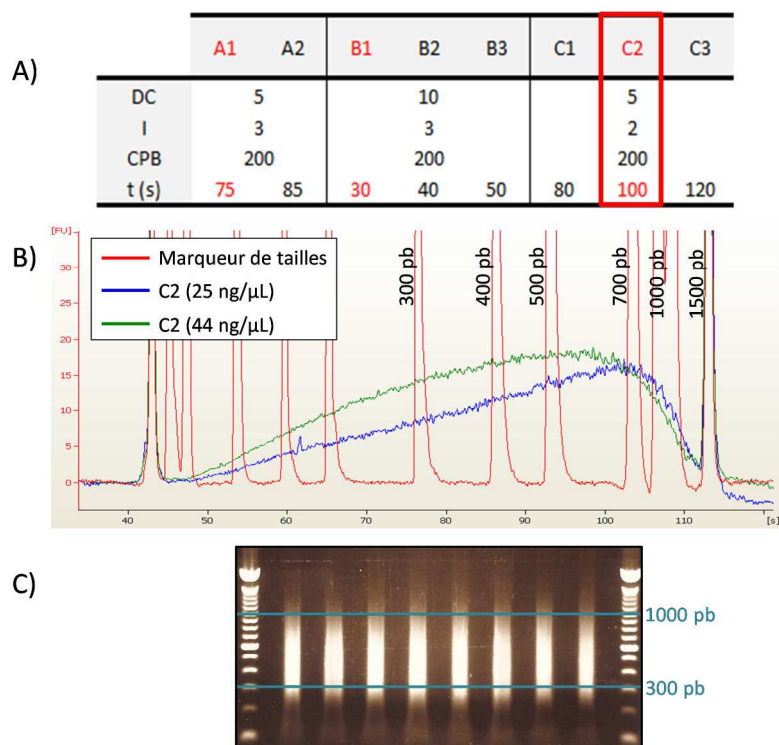 A)
A1 A2 B1 B2 B3 C1 C2 C3
DC 5 10 5
I 3 3 2
CPB 200 200 200
t (s) 75 85 30 40 50 80 100 120
B)
[FU]
Marqueur de tailles
C2 (25 ng/µL)
C2 (44 ng/µL)
300 pb
400 pb
500 pb
700 pb
1000 pb
1500 pb
30
25
20
15
10
5
0
40 50 60 70 80 90 100 110 [s]
C)
1000 pb
300 pb